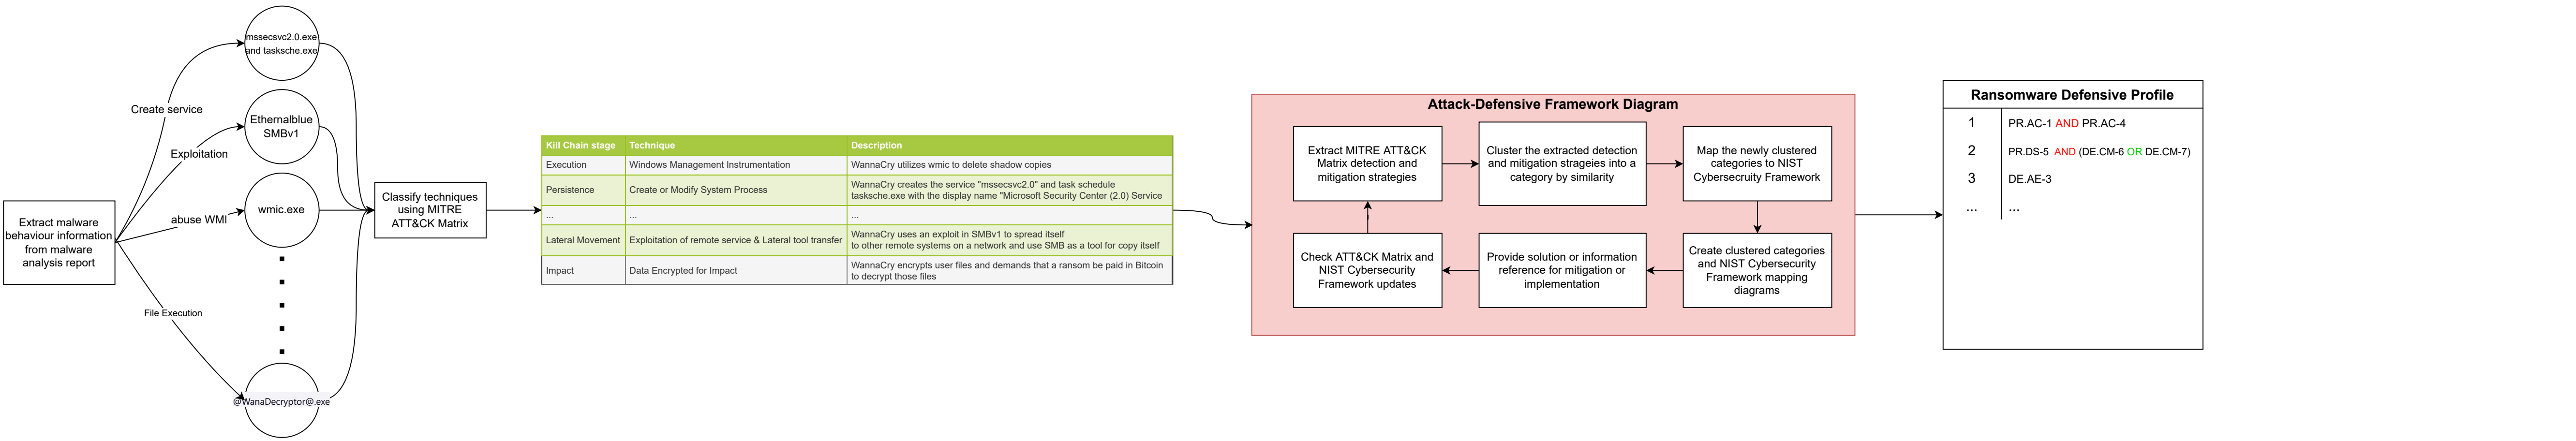 Extract malware
behaviour information
from malware
analysis report
Create service
Exploitation
abuse WMI
File Execution
mssecsvc2.0.exe
and tasksche.exe
Ethernalblue
SMBv1
wmic.exe
@WanaDecryptor@.exe
Classify techniques
using MITRE
ATT&CK Matrix
Kill Chain stage Technique Description
Execution Windows Management Instrumentation WannaCry utilizes wmic to delete shadow copies
Persistence Create or Modify System Process WannaCry creates the service "mssecsvc2.0" and task schedule
tasksche.exe with the display name "Microsoft Security Center (2.0) Service
... ... ...
Lateral Movement Exploitation of remote service & Lateral tool transfer WannaCry uses an exploit in SMBv1 to spread itself
to other remote systems on a network and use SMB as a tool for copy itself
Impact Data Encrypted for Impact WannaCry encrypts user files and demands that a ransom be paid in Bitcoin
to decrypt those files
Attack-Defensive Framework Diagram
Extract MITRE ATT&CK
Matrix detection and
mitigation strategies
Cluster the extracted detection
and mitigation strageies into a
category by similarity
Map the newly clustered
categories to NIST
Cybersecruity Framework
Create clustered categories
and NIST Cybersecurity
Framework mapping
diagrams
Provide solution or information
reference for mitigation or
implementation
Check ATT&CK Matrix and
NIST Cybersecurity
Framework updates
Ransomware Defensive Profile
1 PR.AC-1 AND PR.AC-4
2 PR.DS-5 AND (DE.CM-6 OR DE.CM-7)
3 DE.AE-3
... ...